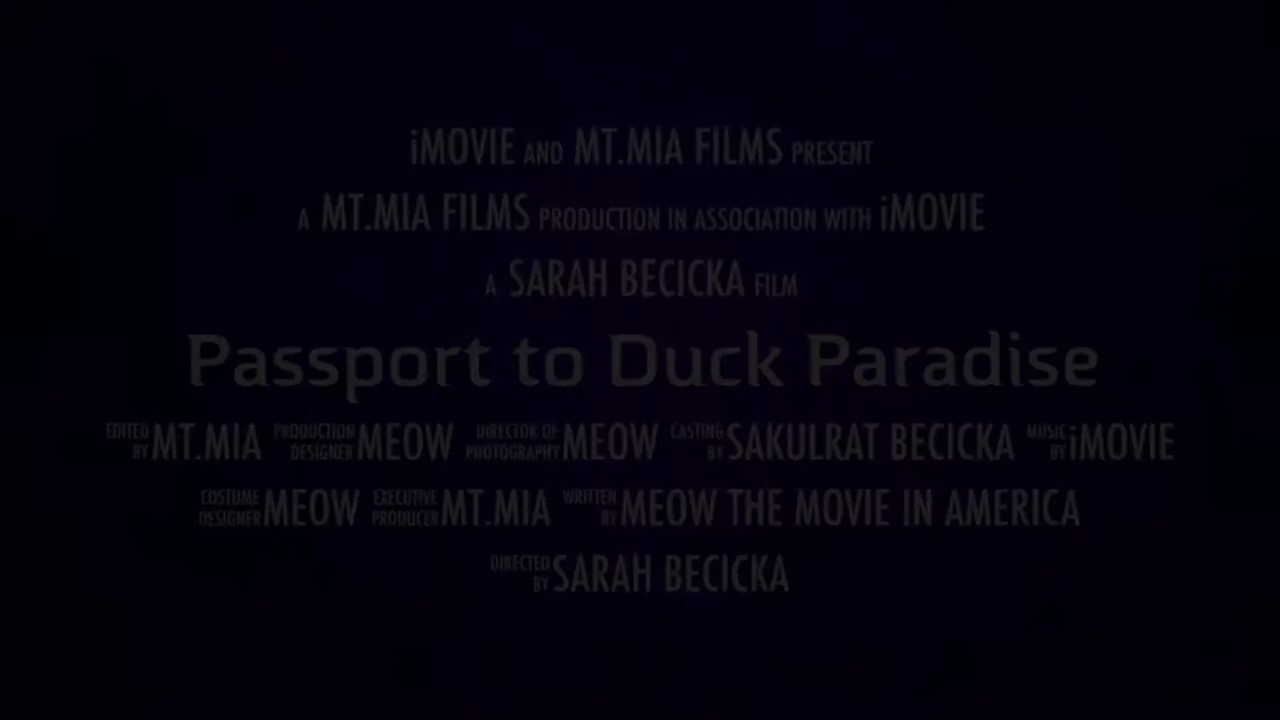 iMOVIE AND MT.MIA FILMS PRESENT
A MT.MIA FILMS PRODUCTION IN ASSOCIATION WITH iMOVIE
A SARAH BECICKA FILM
Passport to Duck Paradise
EDITED BY MT.MIA PRODUCTION DESIGNER MEOW DIRECTOR OF PHOTOGRAPHY MEOW CASTING BY SAKULRAT BECICKA MUSIC BY iMOVIE
COSTUME DESIGNER MEOW EXECUTIVE PRODUCER MT.MIA WRITTEN BY MEOW THE MOVIE IN AMERICA
DIRECTED BY SARAH BECICKA